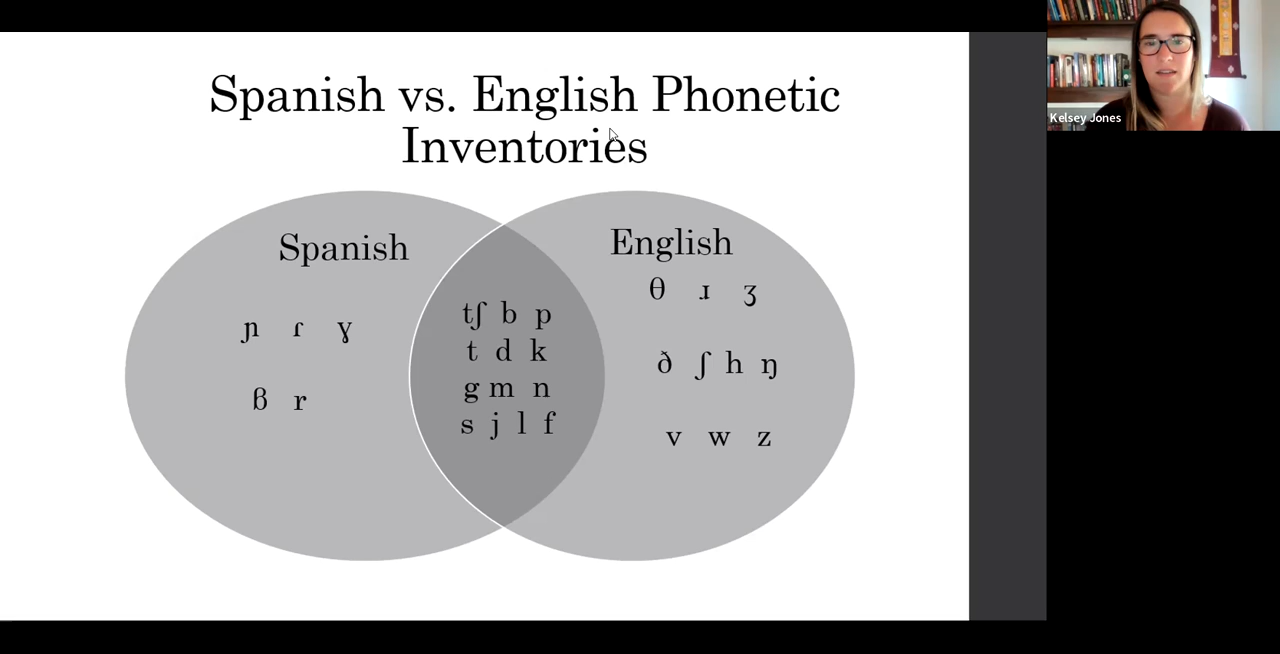 Spanish vs. English Phonetic
Inventories
Spanish
English
ɲ ɾ ɣ
β r
tʃ b p
t d k
g m n
s j l f
θ ɹ ʒ
ð ʃ h ŋ
v w z
Kelsey Jones